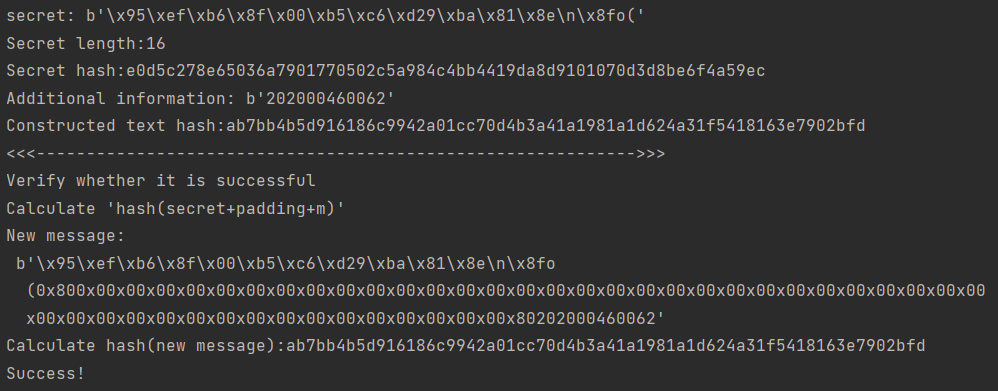 secret: b'\x95\xef\xb6\x8f\x00\xb5\xc6\xd29\xba\x81\x8e\n\x8fo('
Secret length:16
Secret hash:e0d5c278e65036a7901770502c5a984c4bb4419da8d9101070d3d8be6f4a59ec
Additional information: b'202000460062'
Constructed text hash:ab7bb4b5d916186c9942a01cc70d4b3a41a1981a1d624a31f5418163e7902bfd
<<<------------------------------------------------------------>>>
Verify whether it is successful
Calculate 'hash(secret+padding+m)'
New message:
b'\x95\xef\xb6\x8f\x00\xb5\xc6\xd29\xba\x81\x8e\n\x8fo
(0x800x00x00x00x00x00x00x00x00x00x00x00x00x00x00x00x00x00x00x00x00x00x00x00x00x00x00x00x00x00x00x00
x00x00x00x00x00x00x00x00x00x00x00x00x00x00x00x00x80202000460062'
Calculate hash(new message):ab7bb4b5d916186c9942a01cc70d4b3a41a1981a1d624a31f5418163e7902bfd
Success!